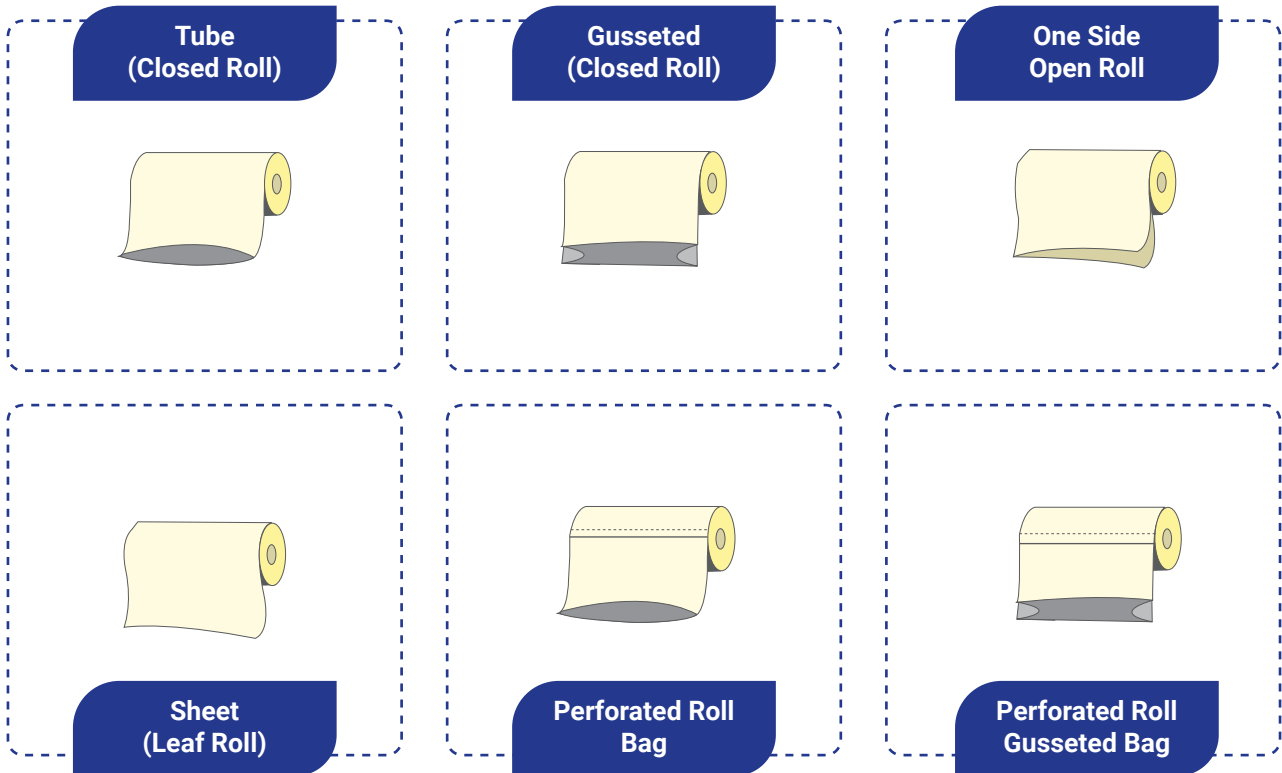 Tube
(Closed Roll)
Gusseted
(Closed Roll)
One Side
Open Roll
Sheet
(Leaf Roll)
Perforated Roll
Bag
Perforated Roll
Gusseted Bag